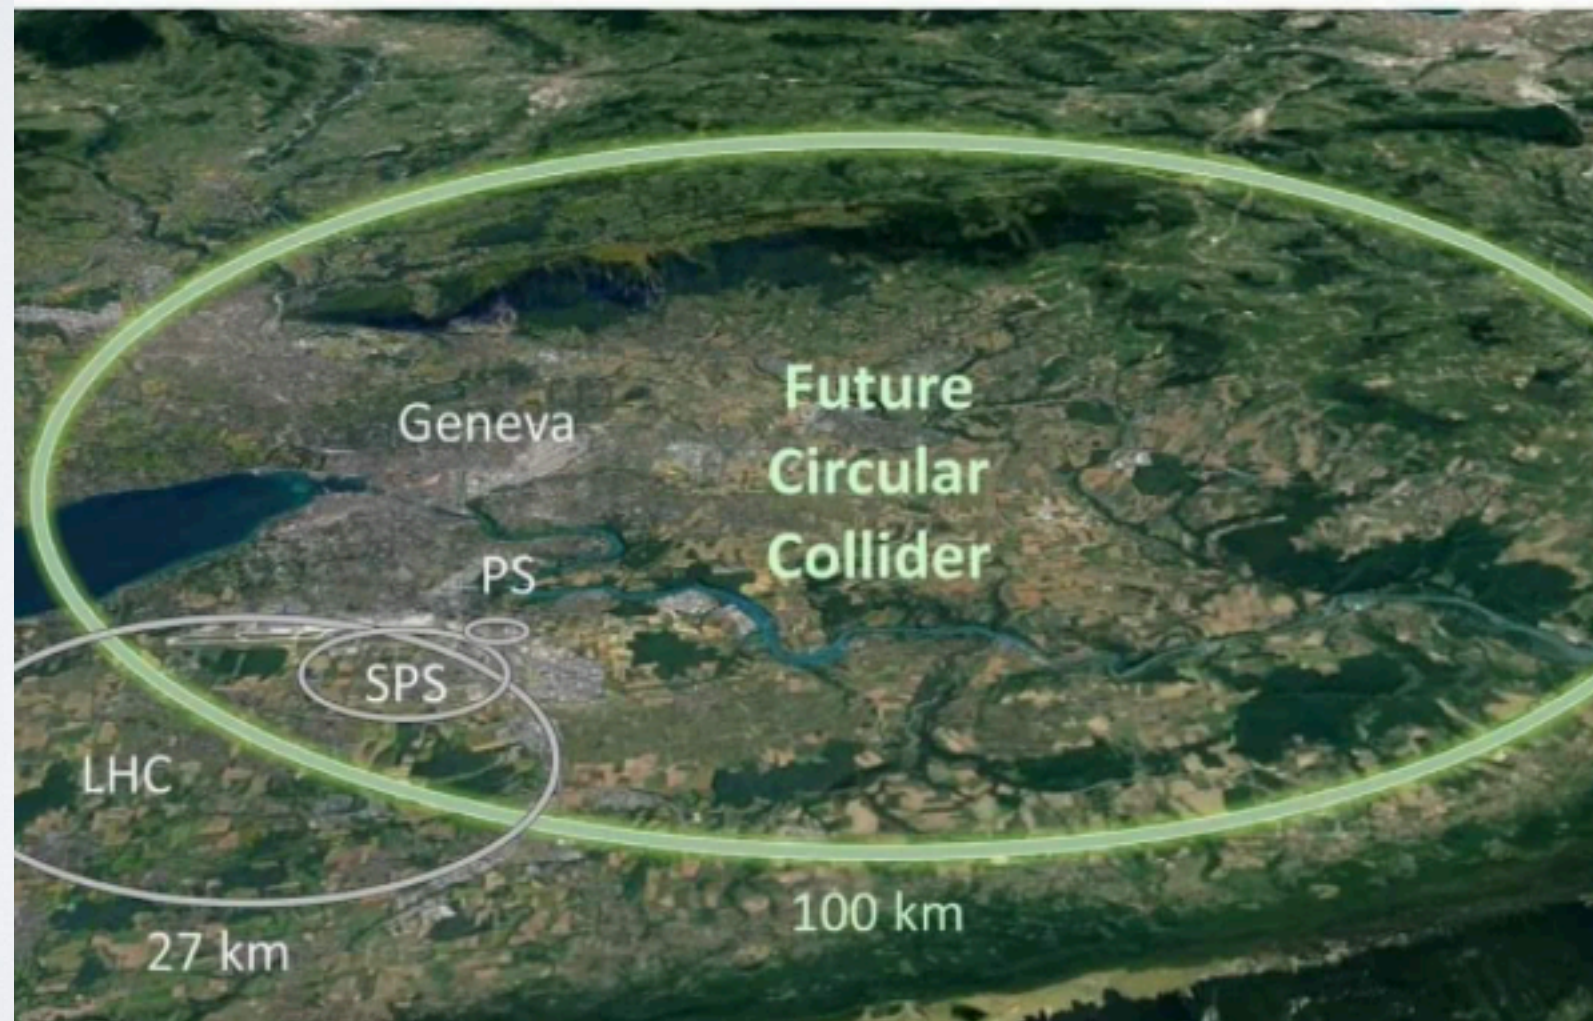 Future
Circular
Collider
Geneva
PS
SPS
LHC
100 km
27 km